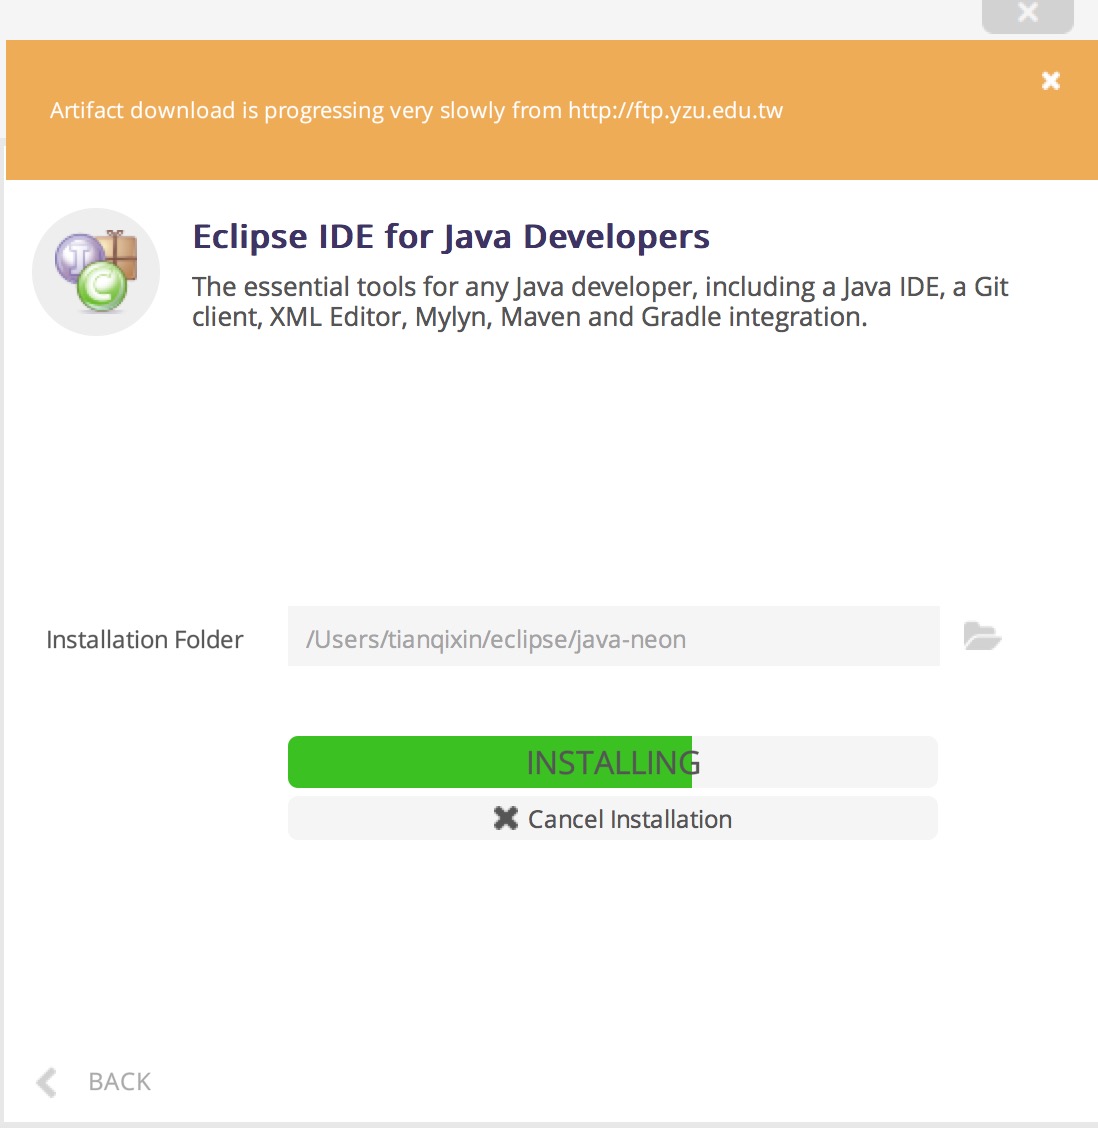 Artifact download is progressing very slowly from http://ftp.yzu.edu.tw
Eclipse IDE for Java Developers
The essential tools for any Java developer, including a Java IDE, a Git
client, XML Editor, Mylyn, Maven and Gradle integration.
Installation Folder
/Users/tianqixin/eclipse/java-neon
INSTALLING
Cancel Installation
BACK